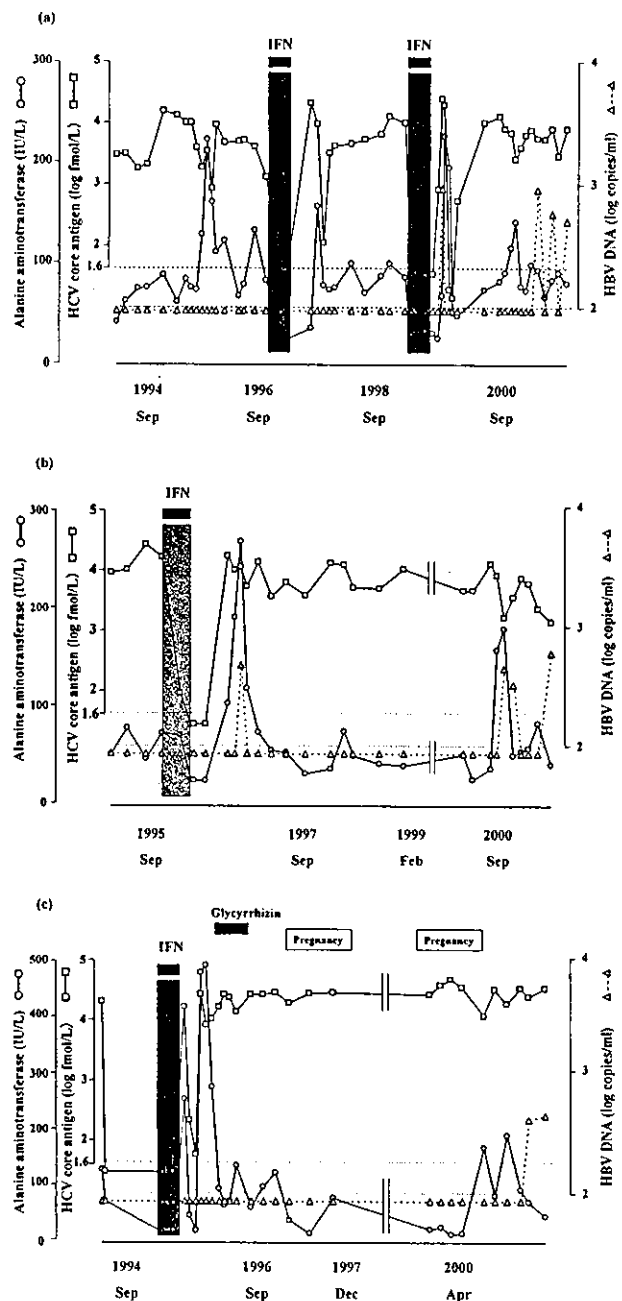 (a)
IFN
IFN
300
200
100
0
Alanine aminotransferase (IU/L)
5
4
3
2
1.6
HCV core antigen (log fmol/L)
4
3
2
HBV DNA (log copies/ml)
1994
Sep
1996
Sep
1998
Sep
2000
Sep
(b)
IFN
300
200
100
0
Alanine aminotransferase (IU/L)
5
4
3
2
1.6
HCV core antigen (log fmol/L)
4
3
2
HBV DNA (log copies/ml)
1995
Sep
1997
Sep
1999
Feb
2000
Sep
(c)
Glycyrrhizin
IFN
Pregnancy
Pregnancy
500
400
300
200
100
0
Alanine aminotransferase (IU/L)
5
4
3
2
1.6
HCV core antigen (log fmol/L)
4
3
2
HBV DNA (log copies/ml)
1994
Sep
1996
Sep
1997
Dec
2000
Apr